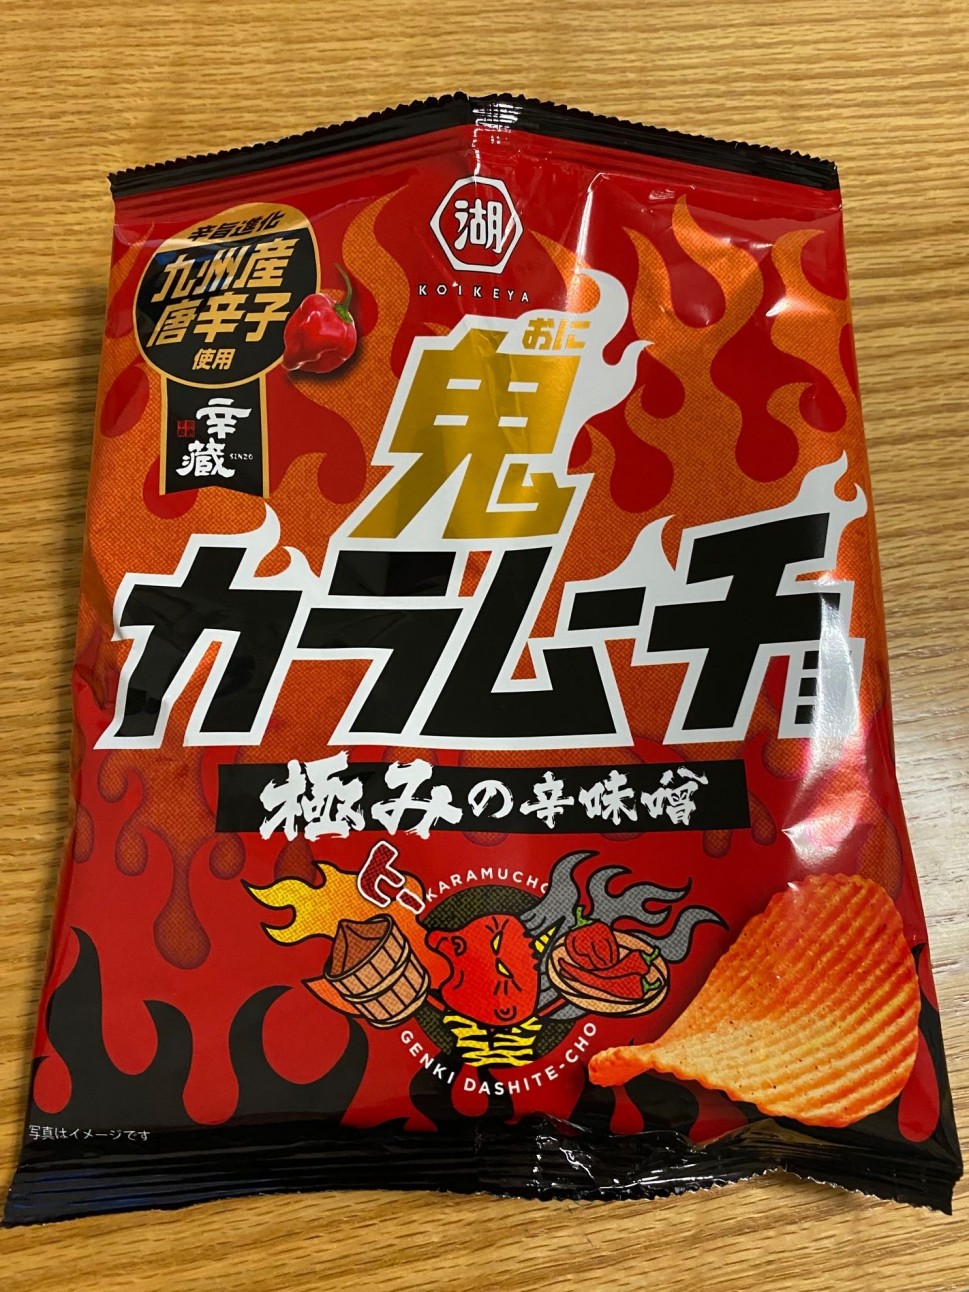 湖
KOIKEYA
辛旨進化
九州産
唐辛子
使用
辛蔵
SINZO
おに
鬼
カラムーチョ
極みの辛味噌
ヒー
KARAMUCHO
GENKI DASHITE-CHO
写真はイメージです